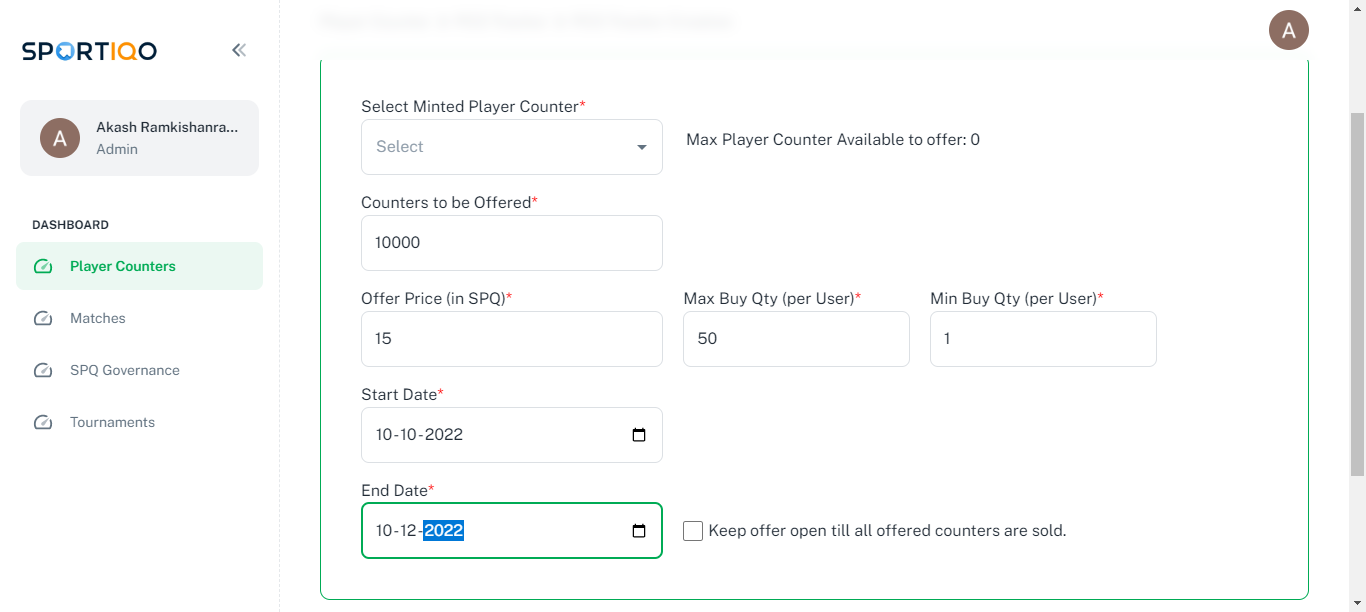 SPORTIQO
A
A
Akash Ramkishanra...
Admin
DASHBOARD
Player Counters
Matches
SPQ Governance
Tournaments
Select Minted Player Counter*
Select
Max Player Counter Available to offer: 0
Counters to be Offered*
10000
Offer Price (in SPQ)*
Max Buy Qty (per User)*
Min Buy Qty (per User)*
15
50
1
Start Date*
10-10-2022
End Date*
10-12-2022
Keep offer open till all offered counters are sold.